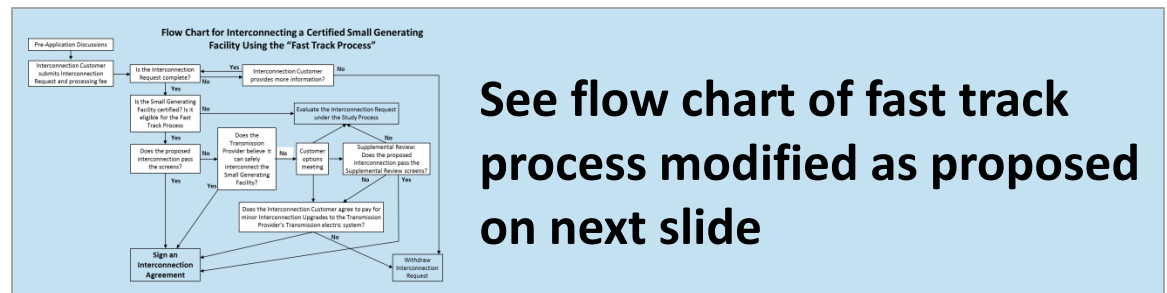 Flow Chart for Interconnecting a Certified Small Generating
Facility Using the “Fast Track Process”
Pre-Application Discussions
Interconnection Customer
submits Interconnection
Request and processing fee
Is the Interconnection
Request complete?
Yes
No
Interconnection Customer
provides more information?
No
Yes
Is the Small Generating
Facility certified? Is it
eligible for the Fast
Track Process
No
Evaluate the Interconnection Request
under the Study Process
Yes
Does the proposed
interconnection pass
the screens?
No
Does the
Transmission
Provider believe it
can safely
interconnect the
Small Generating
Facility?
No
Customer
options
meeting
No
Supplemental Review:
Does the proposed
interconnection pass the
Supplemental Review screens?
Yes
Yes
No
Yes
Does the Interconnection Customer agree to pay for
minor Interconnection Upgrades to the Transmission
Provider's Transmission electric system?
No
Sign an
Interconnection
Agreement
Withdraw
Interconnection
Request
See flow chart of fast track
process modified as proposed
on next slide